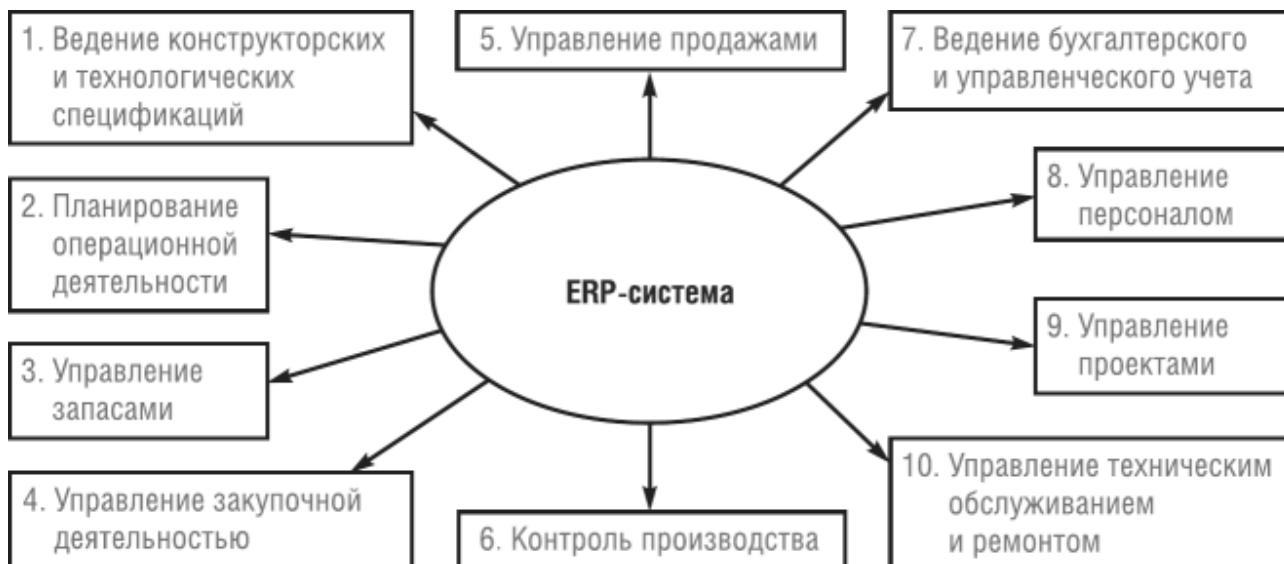 1. Ведение конструкторских
и технологических
спецификаций
2. Планирование
операционной
деятельности
3. Управление
запасами
4. Управление закупочной
деятельностью
5. Управление продажами
ERP-система
6. Контроль производства
7. Ведение бухгалтерского
и управленческого учета
8. Управление
персоналом
9. Управление
проектами
10. Управление техническим
обслуживанием
и ремонтом